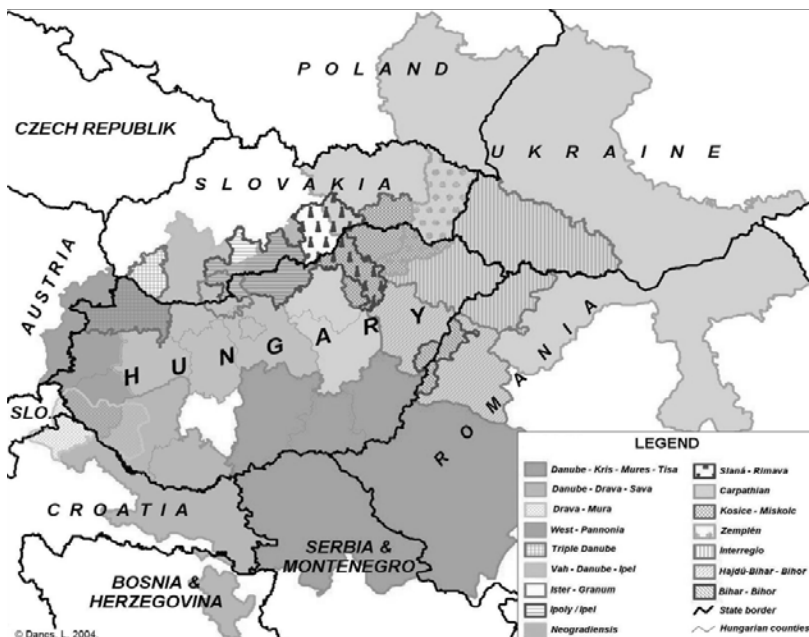 POLAND
CZECH REPUBLIK
UKRAINE
SLOVAKIA
AUSTRIA
HUNGARY
ROMANIA
SLO.
CROATIA
SERBIA &
MONTENEGRO
BOSNIA &
HERZEGOVINA
© Danes, L. 2004.
LEGEND
Danube - Kris - Mures - Tisa
Danube - Drava - Sava
Drava - Mura
West - Pannonia
Triple Danube
Vah - Danube - Ipel
Ister - Granum
Ipoly / Ipel
Neogradiensis
Slaná - Rimava
Carpathian
Kosice - Miskolc
Zemplén
Interregio
Hajdú-Bihar - Bihor
Bihar - Bihor
State border
Hungarian counties